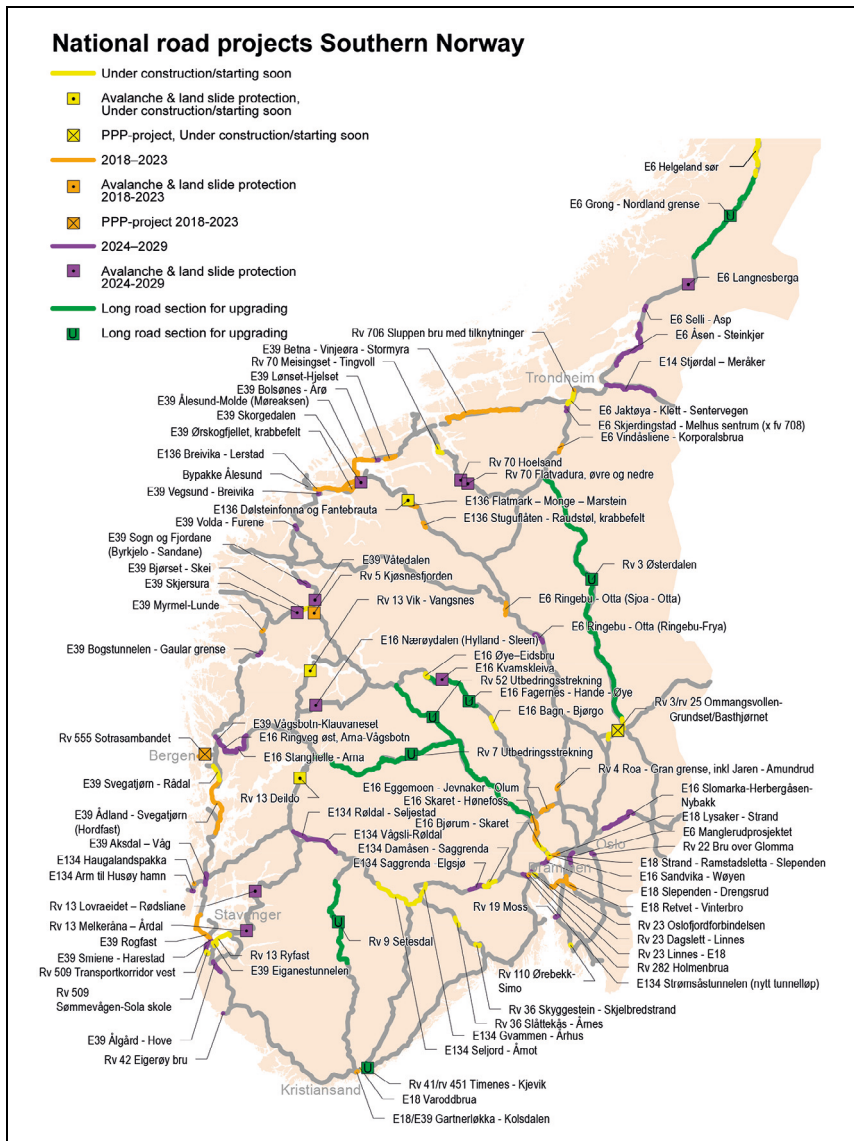 National road projects Southern Norway
Under construction/starting soon
Avalanche & land slide protection,
Under construction/starting soon
PPP-project, Under construction/starting soon
2018–2023
Avalanche & land slide protection
2018-2023
PPP-project 2018-2023
2024–2029
Avalanche & land slide protection
2024-2029
Long road section for upgrading
U
Long road section for upgrading
E6 Helgeland sør
E6 Grong - Nordland grense
U
E6 Langnesberga
E6 Selli - Asp
Rv 706 Sluppen bru med tilknytninger
E6 Åsen - Steinkjer
E39 Betna - Vinjeøra - Stormyra
Rv 70 Meisingset - Tingvoll
E14 Stjørdal – Meråker
E39 Lønset-Hjelset
Trondheim
E39 Bolsønes - Årø
E39 Ålesund-Molde (Møreaksen)
E6 Jaktøya - Klett - Sentervegen
E39 Skorgedalen
E6 Skjerdingstad - Melhus sentrum (x fv 708)
E39 Ørskogfjellet, krabbefelt
E6 Vindåsliene - Korporalsbrua
E136 Breivika - Lerstad
Rv 70 Hoelsand
Bypakke Ålesund
Rv 70 Flatvadura, øvre og nedre
E39 Vegsund - Breivika
E136 Flatmark – Monge – Marstein
E136 Dølsteinfonna og Fantebrauta
E136 Stuguflåten - Raudstøl, krabbefelt
E39 Volda - Furene
E39 Sogn og Fjordane
(Byrkjelo - Sandane)
E39 Våtedalen
Rv 3 Østerdalen
U
E39 Bjørset - Skei
Rv 5 Kjøsnesfjorden
E39 Skjersura
Rv 13 Vik - Vangsnes
E6 Ringebu - Otta (Sjoa - Otta)
E39 Myrmel-Lunde
E6 Ringebu - Otta (Ringebu-Frya)
E16 Nærøydalen (Hylland - Sleen)
E39 Bogstunnelen - Gaular grense
E16 Øye–Eidsbru
E16 Kvamskleiva
Rv 52 Utbedringsstrekning
E16 Fagernes - Hande - Øye
U
U
Rv 3/rv 25
Ommangsvollen-
Grundset/Basthjørnet
E16 Bagn - Bjørgo
E39 Vågsbotn-Klauvaneset
Rv 555 Sotrasambandet
E16 Ringveg øst, Arna-Vågsbotn
Bergen
E16 Stanghelle - Arna
U
Rv 7 Utbedringsstrekning
Rv 4 Roa - Gran grense, inkl Jaren - Amundrud
E39 Svegatjørn - Rådal
Rv 13 Deildo
E16 Eggemoen - Jevnaker - Olum
E16 Slomarka-Herbergåsen-
Nybakk
E16 Skaret - Hønefoss
E39 Ådland - Svegatjørn
(Hordfast)
E134 Røldal - Seljestad
E16 Bjørum - Skaret
E18 Lysaker - Strand
E134 Vågsli-Røldal
E6 Manglerudprosjektet
E39 Aksdal – Våg
E134 Damåsen - Saggrenda
Oslo
Rv 22 Bru over Glomma
E134 Haugalandspakka
E134 Saggrenda -Elgsjø
Drammen
E18 Strand - Ramstadsletta - Slependen
E134 Arm til Husøy hamn
E16 Sandvika - Wøyen
E18 Slependen - Drengsrud
Rv 13 Lovraeidet – Rødsliane
Rv 19 Moss
E18 Retvet - Vinterbro
Stavanger
Rv 13 Melkeråna – Årdal
U
Rv 23 Oslofjordforbindelsen
E39 Rogfast
Rv 9 Setesdal
Rv 23 Dagslett - Linnes
E39 Smiene - Harestad
Rv 13 Ryfast
Rv 23 Linnes - E18
Rv 509 Transportkorridor vest
E39 Eiganestunnelen
Rv 282 Holmenbrua
Rv 110 Ørebekk-
Simo
E134 Strømsåstunnelen (nytt tunnelløp)
Rv 509
Sømmevågen-Sola skole
Rv 36 Skyggestein - Skjelbredstrand
Rv 36 Slåttekås - Årnes
E39 Ålgård - Hove
E134 Gvammen - Århus
Rv 42 Eigerøy bru
E134 Seljord - Åmot
U
Kristiansand
Rv 41/rv 451 Timenes - Kjevik
E18 Varoddbrua
E18/E39 Gartnerløkka - Kolsdalen